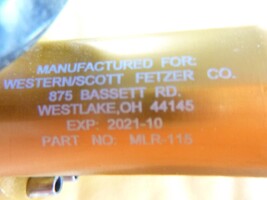 MANUFACTURED FOR:
WESTERN/SCOTT FETZER CO.
875 BASSETT RD.
WESTLAKE,OH 44145
EXP: 2021-10
PART NO: MLR-115